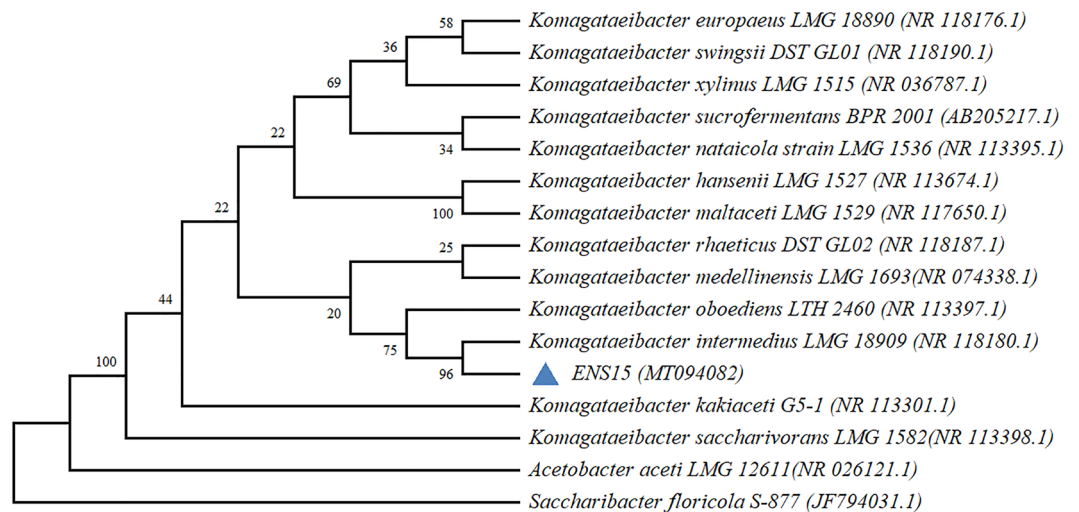 Komagataeibacter europaeus LMG 18890 (NR 118176.1)
58
Komagataeibacter swingsii DST GL01 (NR 118190.1)
36
Komagataeibacter xylinus LMG 1515 (NR 036787.1)
69
Komagataeibacter sucrofermentans BPR 2001 (AB205217.1)
22
Komagataeibacter nataicola strain LMG 1536 (NR 113395.1)
34
Komagataeibacter hansenii LMG 1527 (NR 113674.1)
Komagataeibacter maltaceti LMG 1529 (NR 117650.1)
100
22
Komagataeibacter rhaeticus DST GL02 (NR 118187.1)
25
Komagataeibacter medellinensis LMG 1693(NR 074338.1)
44
Komagataeibacter oboediens LTH 2460 (NR 113397.1)
20
Komagataeibacter intermedius LMG 18909 (NR 118180.1)
75
ENS15 (MT094082)
96
100
Komagataeibacter kakiaceti G5-1 (NR 113301.1)
Komagataeibacter saccharivorans LMG 1582(NR 113398.1)
Acetobacter aceti LMG 12611(NR 026121.1)
Saccharibacter floricola S-877 (JF794031.1)